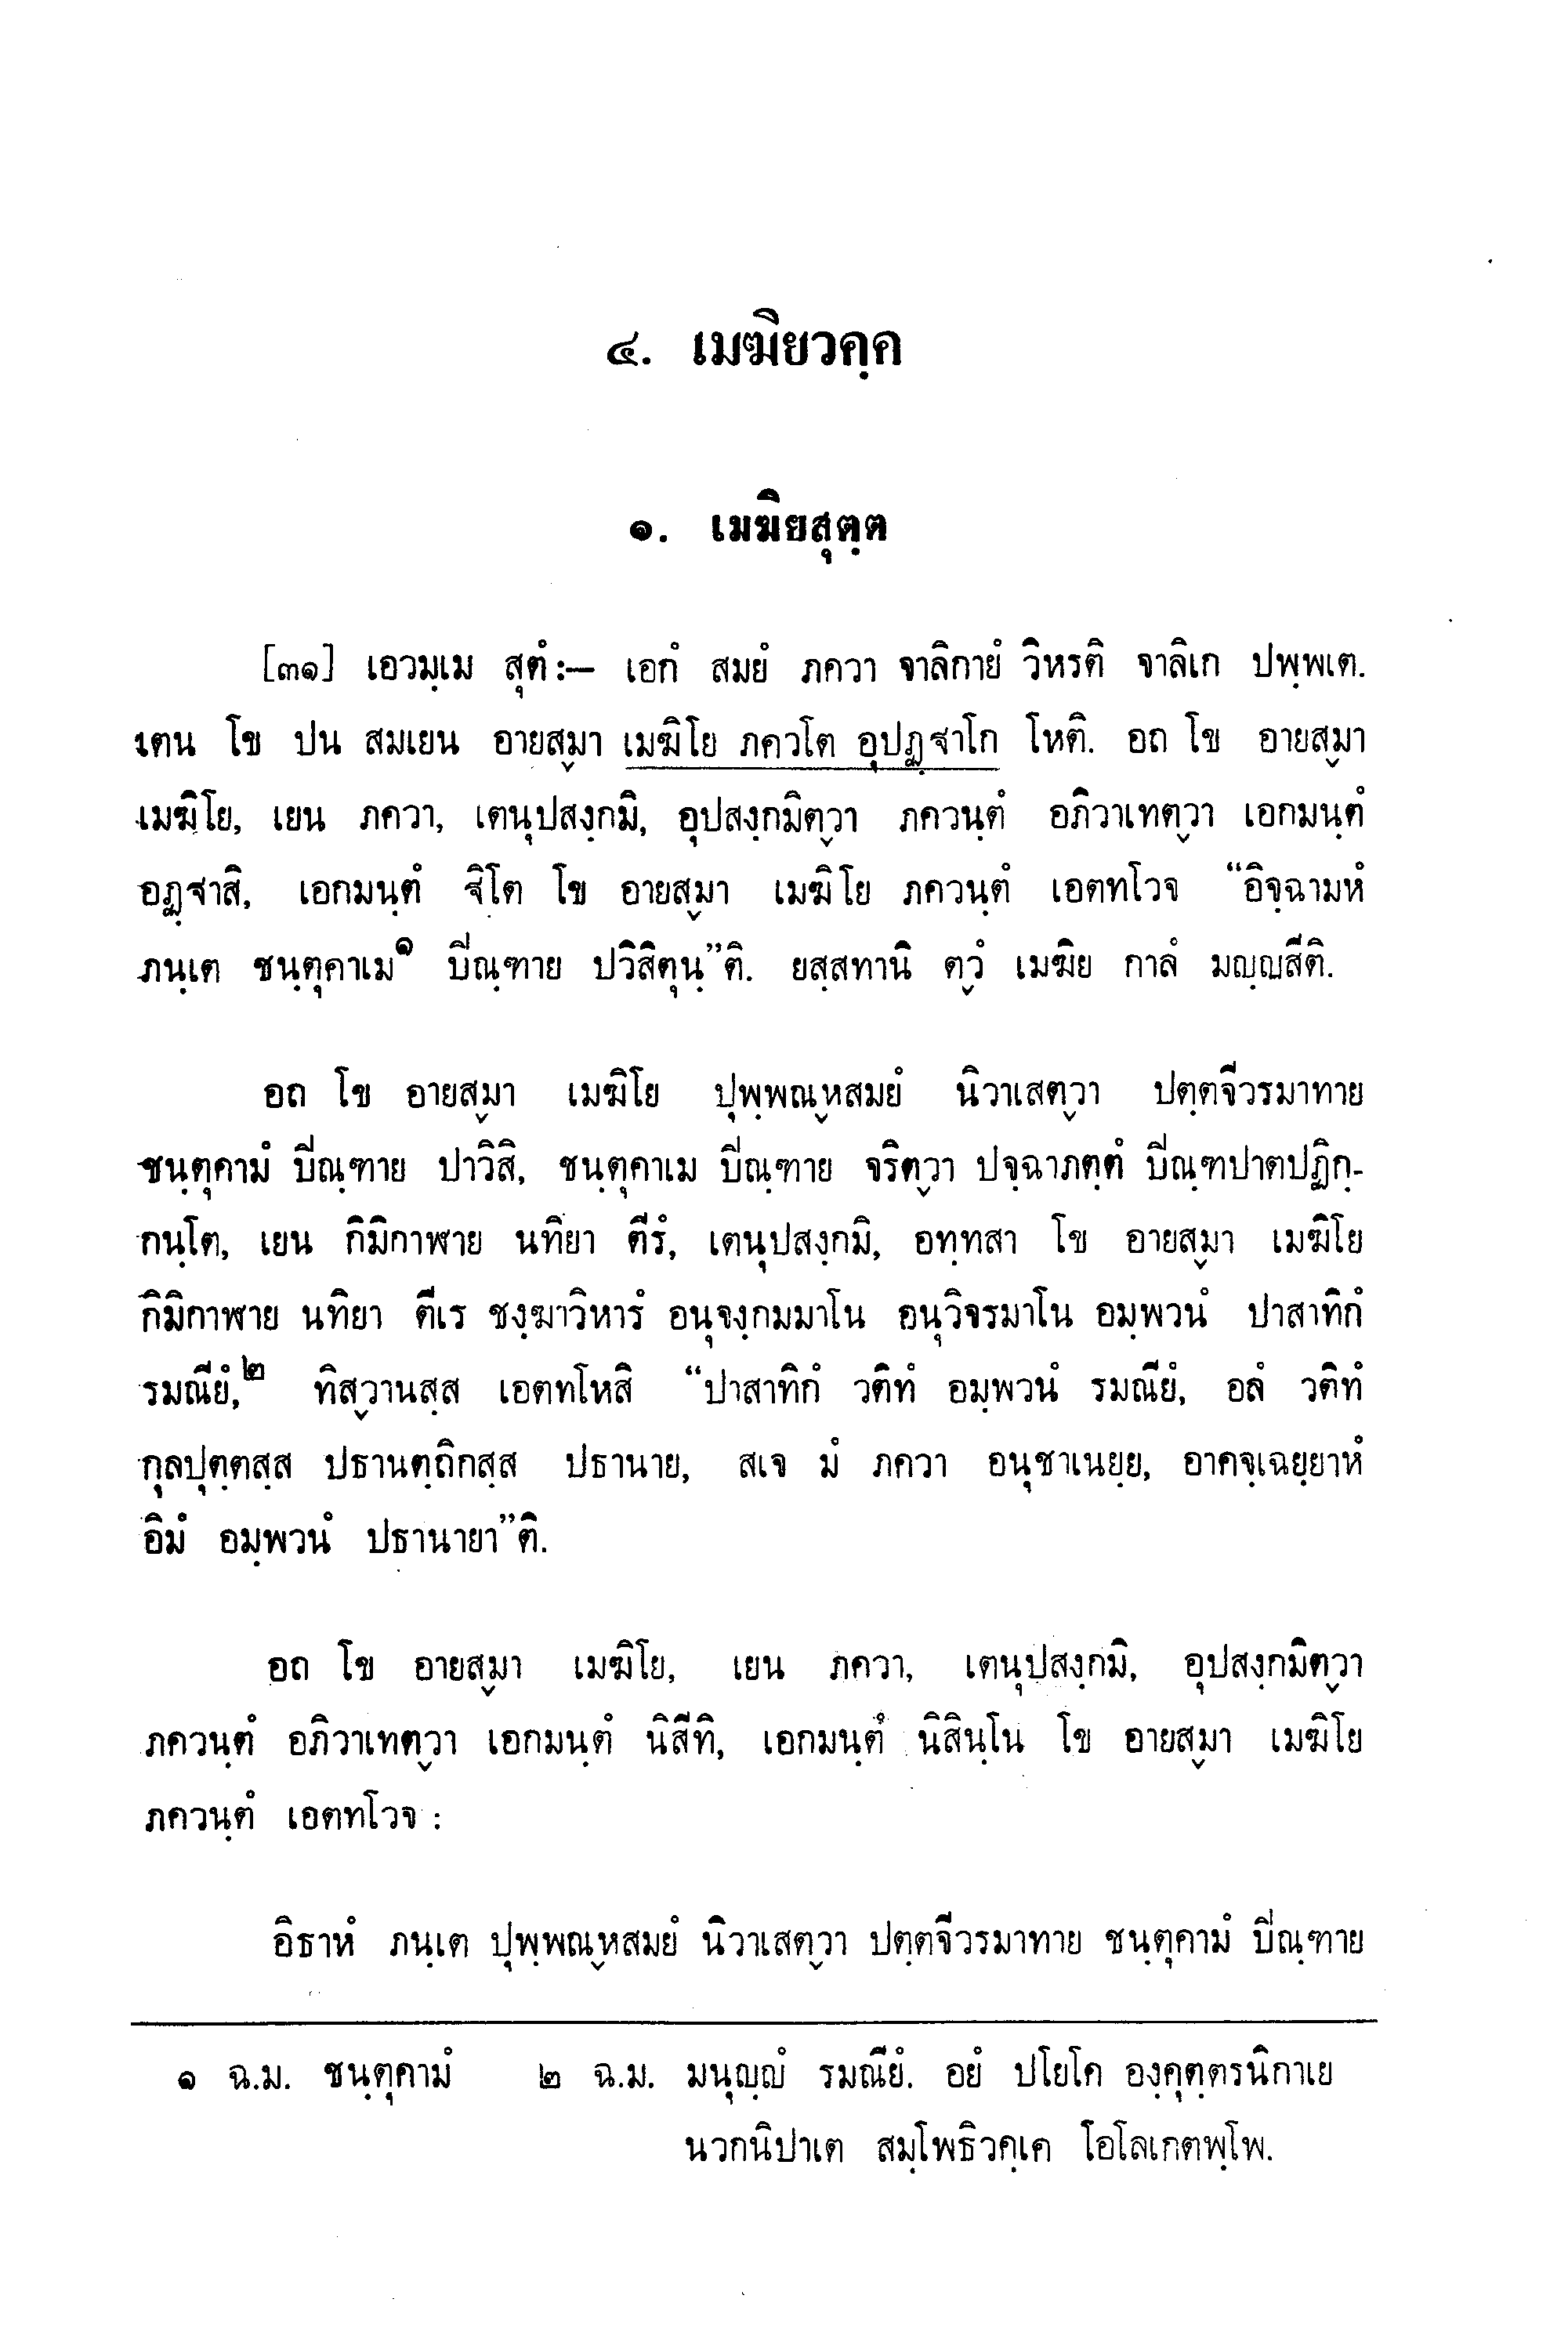 ๔. เมฆิยวคฺค
๑. เมฆิยสุตฺต
[๓๑] เอวมฺเม สุตํ:— เอกํ สมยํ ภควา จาลิกายํ วิหรติ จาลิเก ปพฺพเต.
เตน โข ปน สมเยน อายสฺมา เมฆิโย ภควโต อุปฏฺฐาโก โหติ. อถ โข อายสฺมา
เมฆิโย, เยน ภควา, เตนุปสงฺกมิ, อุปสงฺกมิตฺวา ภควนฺตํ อภิวาเทตฺวา เอกมนฺตํ
อฏฺฐาสิ, เอกมนฺตํ ฐิโต โข อายสฺมา เมฆิโย ภควนฺตํ เอตทโวจ “อิจฺฉามหํ
ภนฺเต ชนฺตุคาเม๑ ปิณฺฑาย ปวิสิตุนฺ”ติ. ยสฺสทานิ ตฺวํ เมฆิย กาลํ มญฺญสีติ.
อถ โข อายสฺมา เมฆิโย ปุพฺพณฺหสมยํ นิวาเสตฺวา ปตฺตจีวรมาทาย
ชนฺตุคามํ ปิณฺฑาย ปาวิสิ, ชนฺตุคาเม ปิณฺฑาย จริตฺวา ปจฺฉาภตฺตํ ปิณฺฑปาตปฏิกฺ-
กนฺโต, เยน กิมิกาฬาย นทิยา ตีรํ, เตนุปสงฺกมิ, อทฺทสา โข อายสฺมา เมฆิโย
กิมิกาฬาย นทิยา ตีเร ชงฺฆาวิหารํ อนุจงฺกมมาโน อนุวิจรมาโน อมฺพวนํ ปาสาทิกํ
รมณียํ,๒ ทิสฺวานสฺส เอตทโหสิ “ปาสาทิกํ วติทํ อมฺพวนํ รมณียํ, อลํ วติทํ
กุลปุตฺตสฺส ปธานตฺถิกสฺส ปธานาย, สเจ มํ ภควา อนุชาเนยฺย, อาคจฺเฉยฺยาหํ
อิมํ อมฺพวนํ ปธานายา”ติ.
อถ โข อายสฺมา เมฆิโย, เยน ภควา, เตนุปสงฺกมิ, อุปสงฺกมิตฺวา
ภควนฺตํ อภิวาเทตฺวา เอกมนฺตํ นิสีทิ, เอกมนฺตํ นิสินฺโน โข อายสฺมา เมฆิโย
ภควนฺตํ เอตทโวจ :
อิธาหํ ภนฺเต ปุพฺพณฺหสมยํ นิวาเสตฺวา ปตฺตจีวรมาทาย ชนฺตุคามํ ปิณฺฑาย
๑ ฉ.ม. ชนฺตุคามํ ๒ ฉ.ม. มนุญฺญํ รมณียํ. อยํ ปโยโค องฺคุตฺตรนิกาเย
นวกนิปาเต สมฺโพธิวคฺเค โอโลเกตพฺโพ.